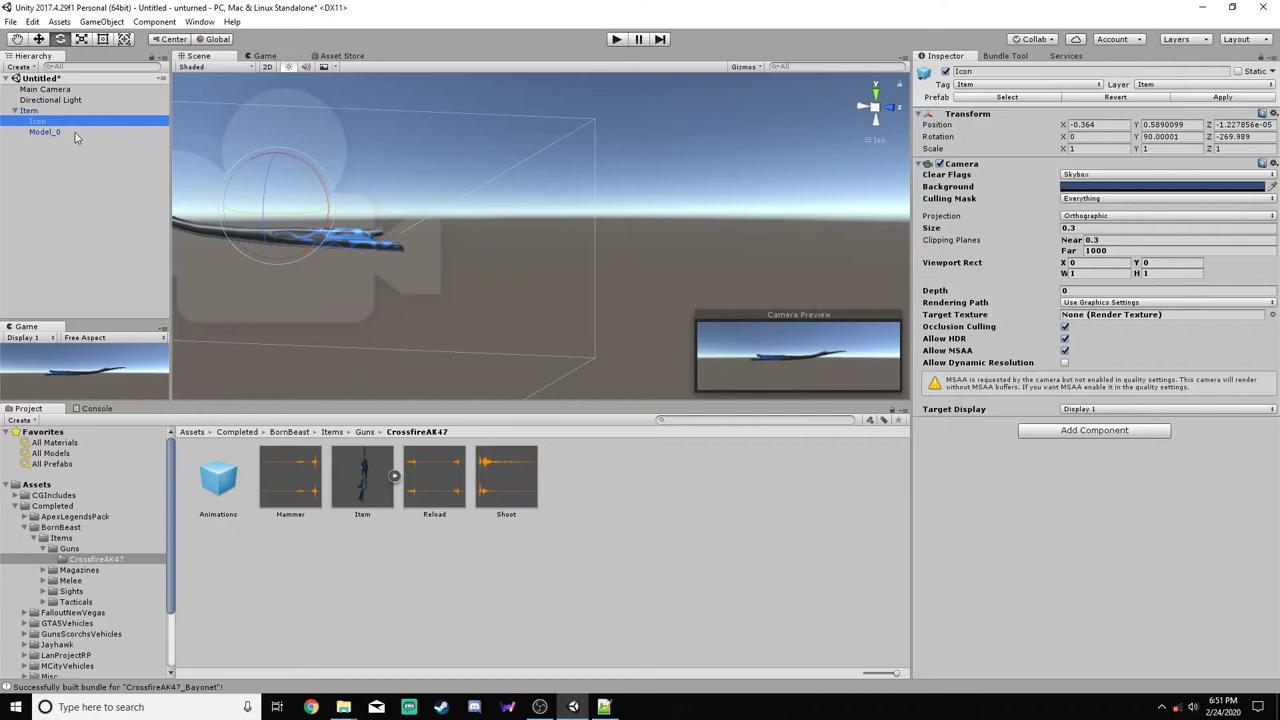 Unity 2017.4.29f1 Personal (64bit) - Untitled - unturned - PC, Mac & Linux Standalone* <DX11>
File Edit Assets GameObject Component Window Help
Center Global Collab Account Layers Layout
Hierarchy
Create All
Untitled*
Main Camera
Directional Light
Item
Icon
Model_0
Scene Game Asset Store
Shaded 2D Gizmos All
y
z
Iso
Camera Preview
Game
Display 1 Free Aspect
Inspector Bundle Tool Services
Icon Static
Tag Item Layer Item
Prefab Select Revert Apply
Transform
Position X -0.364 Y 0.5890099 Z -1.227856e-05
Rotation X 0 Y 90.00001 Z -269.989
Scale X 1 Y 1 Z 1
Camera
Clear Flags Skybox
Background
Culling Mask Everything
Projection Orthographic
Size 0.3
Clipping Planes Near 0.3
Far 1000
Viewport Rect X 0 Y 0
W 1 H 1
Depth 0
Rendering Path Use Graphics Settings
Target Texture None (Render Texture)
Occlusion Culling
Allow HDR
Allow MSAA
Allow Dynamic Resolution
MSAA is requested by the camera but not enabled in quality settings. This camera will render
without MSAA buffers. If you want MSAA enable it in the quality settings.
Target Display Display 1
Add Component
Project Console
Create
Favorites
All Materials
All Models
All Prefabs
Assets
CGIncludes
Completed
ApexLegendsPack
BornBeast
Items
Guns
CrossfireAK47
Magazines
Melee
Sights
Tacticals
FalloutNewVegas
GTA5Vehicles
GunsScorchsVehicles
Jayhawk
LanProjectRP
MCityVehicles
Misc
Assets Completed BornBeast Items Guns CrossfireAK47
Animations Hammer Item Reload Shoot
Successfully built bundle for "CrossfireAK47_Bayonet"!
Type here to search
6:51 PM
2/24/2020